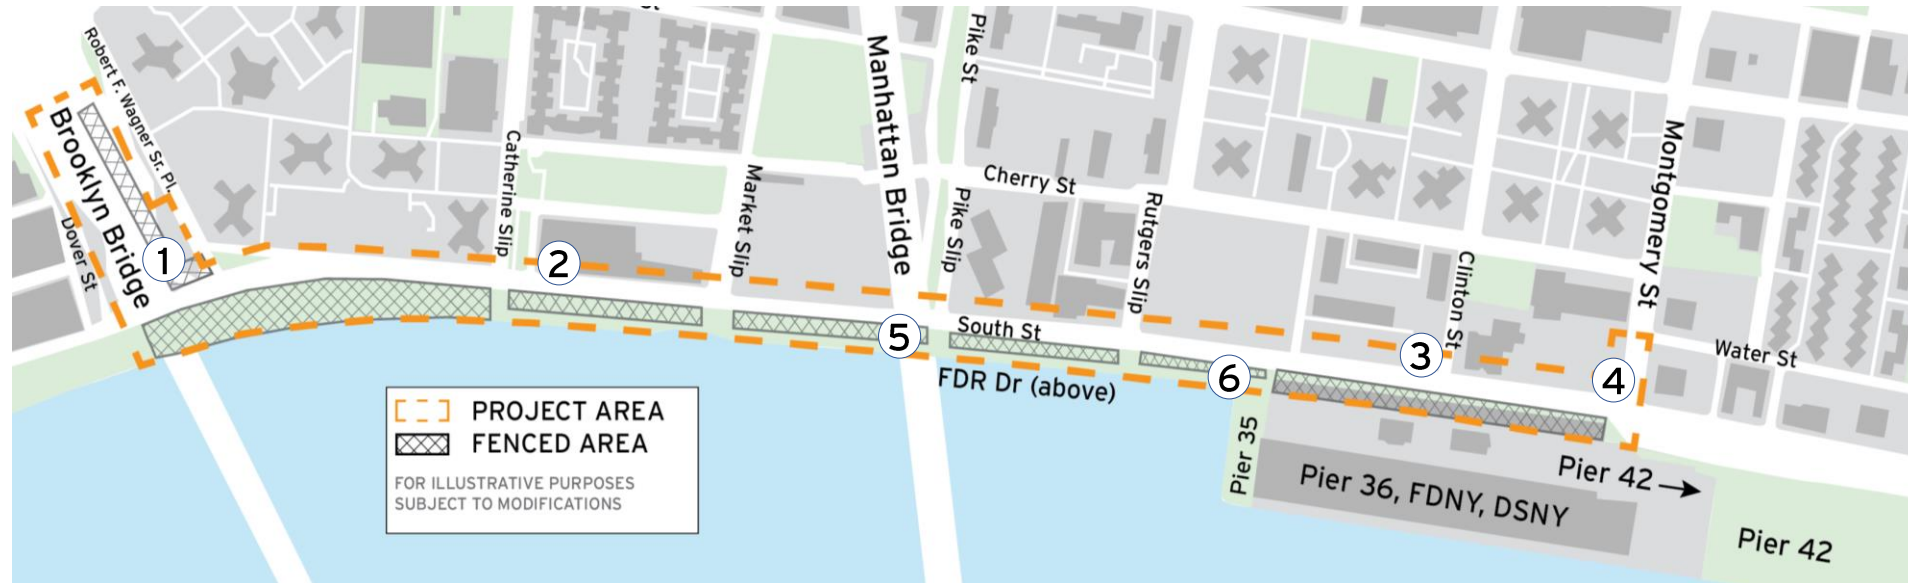 St
Robert F. Wagner Sr. Pl.
Brooklyn Bridge
Dover St
Catherine Slip
Market Slip
Manhattan Bridge
Pike St
Pike Slip
Cherry St
Rutgers Slip
Clinton St
Montgomery St
Water St
South St
FDR Dr (above)
1
2
3
4
5
6
Pier 35
Pier 36, FDNY, DSNY
Pier 42
Pier 42
PROJECT AREA
FENCED AREA
FOR ILLUSTRATIVE PURPOSES
SUBJECT TO MODIFICATIONS